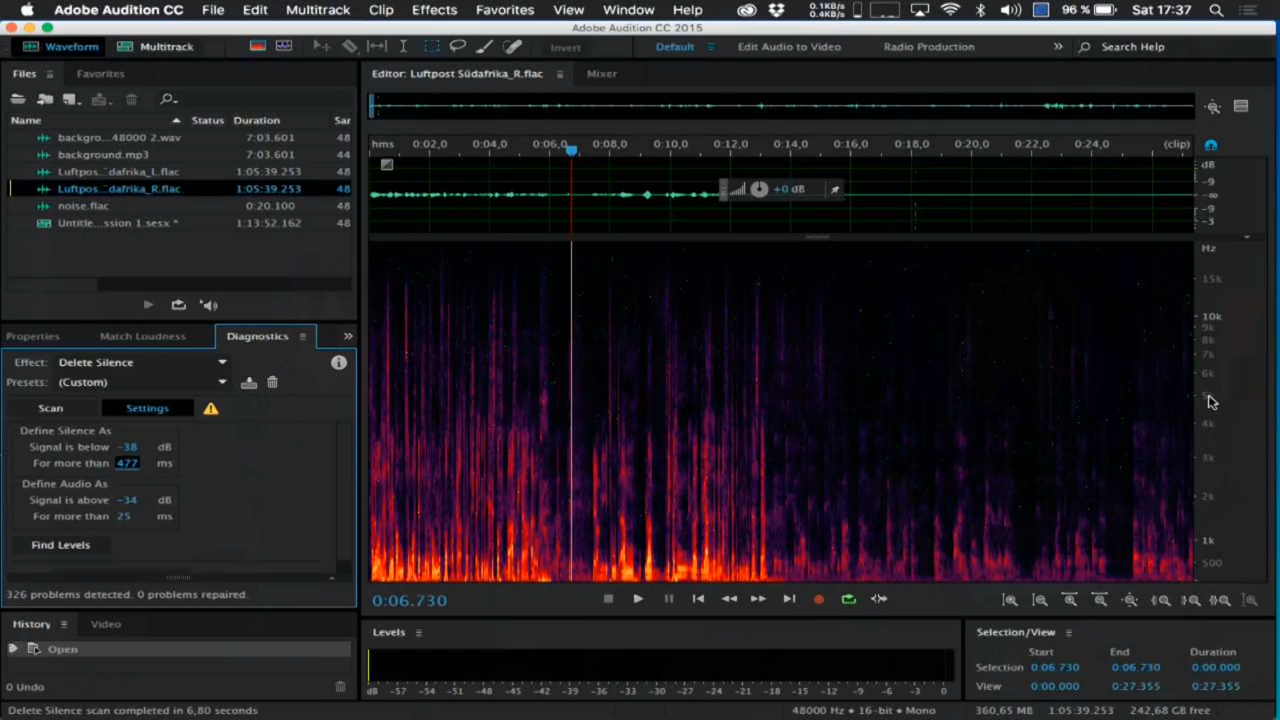 Adobe Audition CC File Edit Multitrack Clip Effects Favorites View Window Help 0.1KB/s 0.4KB/s 96 % Sat 17:37
Adobe Audition CC 2015
Waveform Multitrack Invert Default Edit Audio to Video Radio Production » Search Help
Files Favorites
Editor: Luftpost Südafrika_R.flac Mixer
Name Status Duration Sar
backgro...48000 2.wav 7:03.601 48
background.mp3 7:03.601 44
Luftpos...dafrika_L.flac 1:05:39.253 48
Luftpos...dafrika_R.flac 1:05:39.253 48
noise.flac 0:20.100 48
Untitle...ssion 1.sesx * 1:13:52.162 48
hms 0:02,0 0:04,0 0:06,0 0:08,0 0:10,0 0:12,0 0:14,0 0:16,0 0:18,0 0:20,0 0:22,0 0:24,0 (clip)
dB
-9
-∞
-9
-3
+0 dB
Hz
15k
10k
9k
8k
7k
6k
4k
3k
2k
1k
500
Properties Match Loudness Diagnostics »
Effect: Delete Silence
Presets: (Custom)
Scan Settings
Define Silence As
Signal is below -38 dB
For more than 477 ms
Define Audio As
Signal is above -34 dB
For more than 25 ms
Find Levels
326 problems detected. 0 problems repaired.
0:06.730
History Video
Open
0 Undo
Levels
dB -57 -54 -51 -48 -45 -42 -39 -36 -33 -30 -27 -24 -21 -18 -15 -12 -9 -6 -3 0
Selection/View
Start End Duration
Selection 0:06.730 0:06.730 0:00.000
View 0:00.000 0:27.355 0:27.355
Delete Silence scan completed in 6,80 seconds 48000 Hz • 16-bit • Mono 360,65 MB 1:05:39.253 242,68 GB free